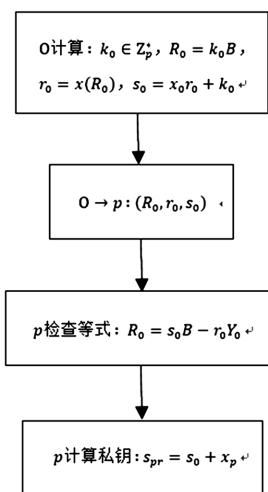 O计算：k₀ ∈ Z*ₚ，R₀ = k₀B，
r₀ = x(R₀)，s₀ = x₀r₀ + k₀↵
O → p：(R₀, r₀, s₀)
p检查等式：R₀ = s₀B − r₀Y₀↵
p计算私钥：sₚᵣ = s₀ + xₚ↵